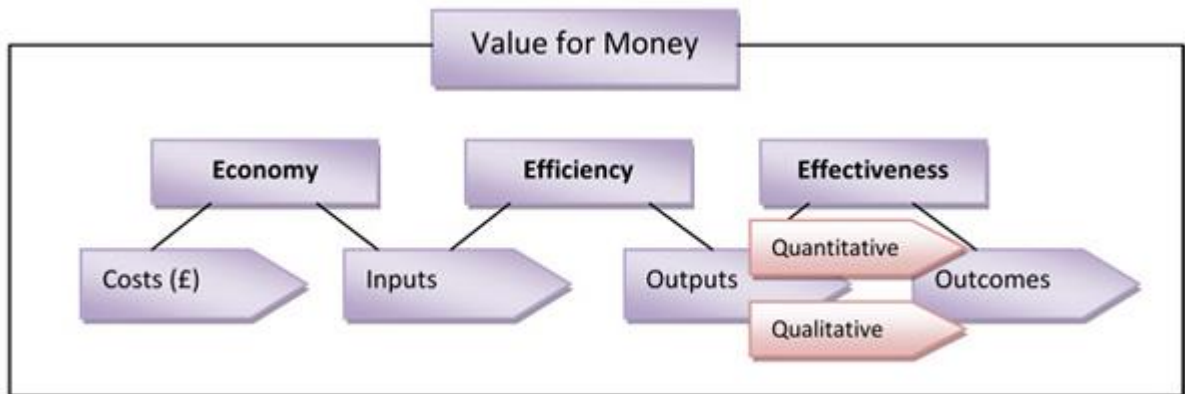 Value for Money
Economy
Efficiency
Effectiveness
Costs (£)
Inputs
Outputs
Quantitative
Qualitative
Outcomes